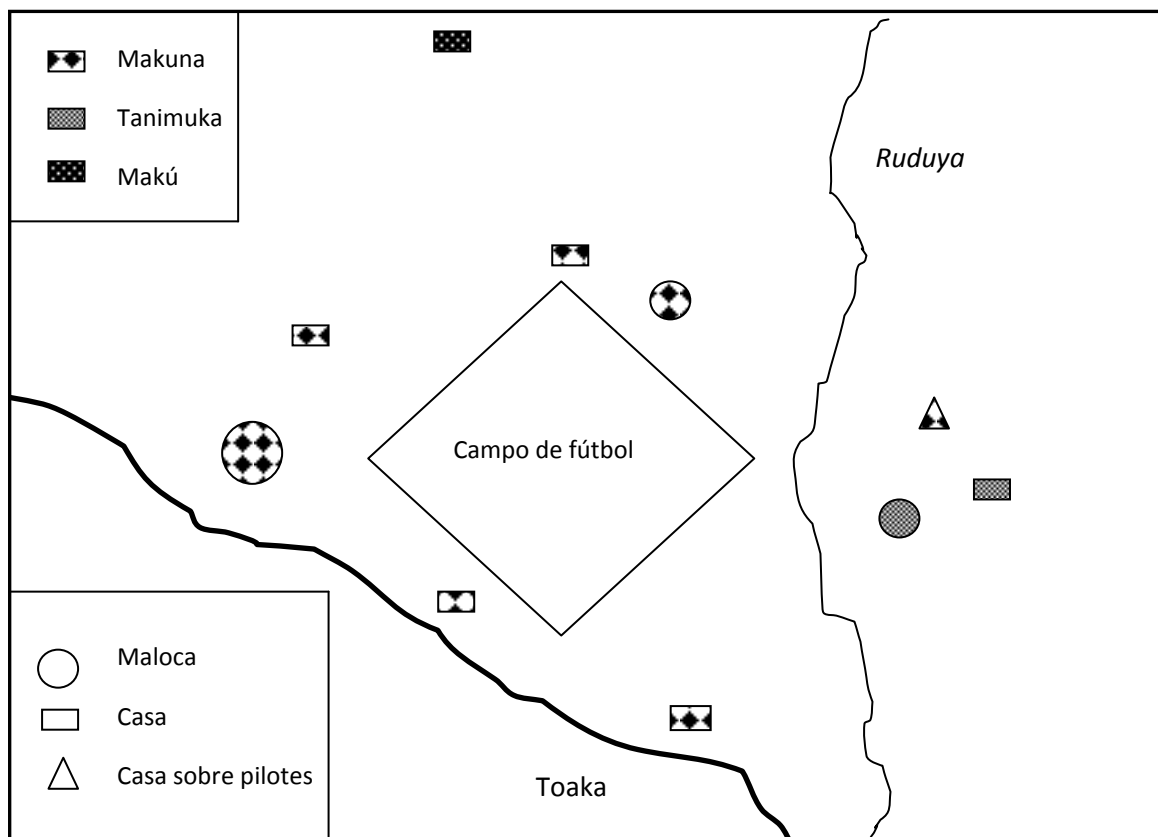 Makuna
Tanimuka
Makú
Ruduya
Campo de fútbol
Maloca
Casa
Casa sobre pilotes
Toaka